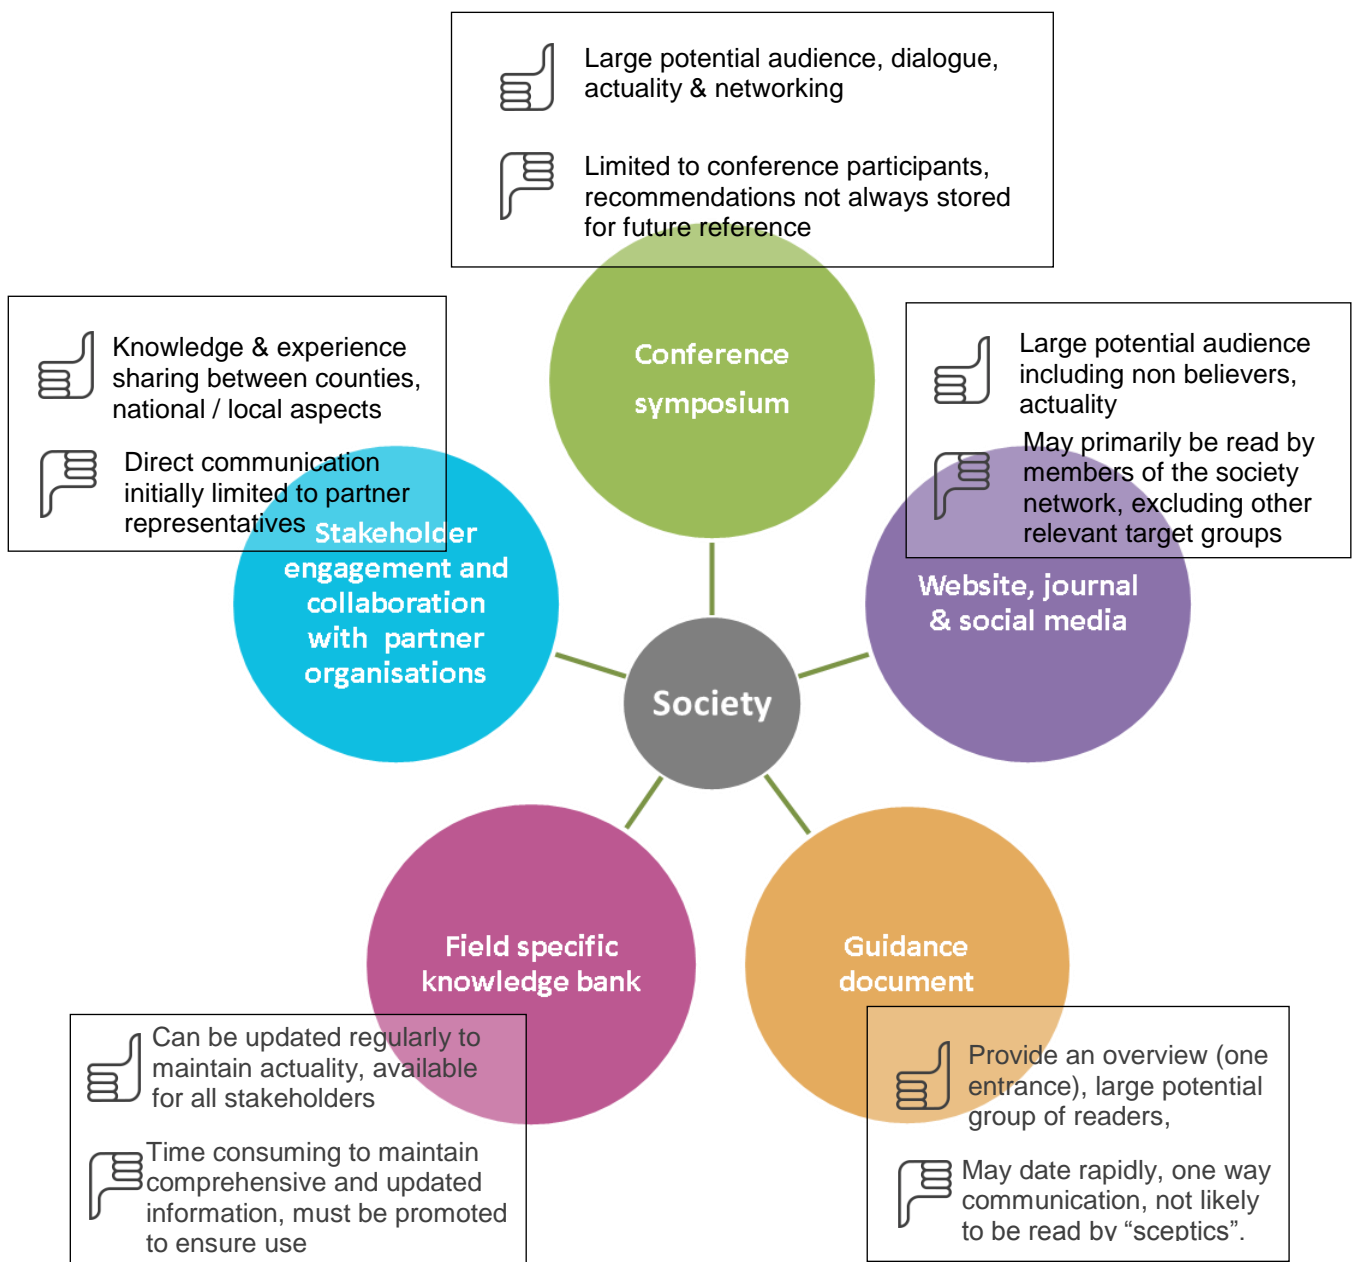 Large potential audience, dialogue,
actuality & networking
Limited to conference participants,
recommendations not always stored
for future reference
Conference
symposium
Knowledge & experience
sharing between counties,
national / local aspects
Direct communication
initially limited to partner
representatives
Stakeholder
engagement and
collaboration
with partner
organisations
Large potential audience
including non believers,
actuality
May primarily be read by
members of the society
network, excluding other
relevant target groups
Website, journal
& social media
Society
Field specific
knowledge bank
Can be updated regularly to
maintain actuality, available
for all stakeholders
Time consuming to maintain
comprehensive and updated
information, must be promoted
to ensure use
Guidance
document
Provide an overview (one
entrance), large potential
group of readers,
May date rapidly, one way
communication, not likely
to be read by “sceptics”.